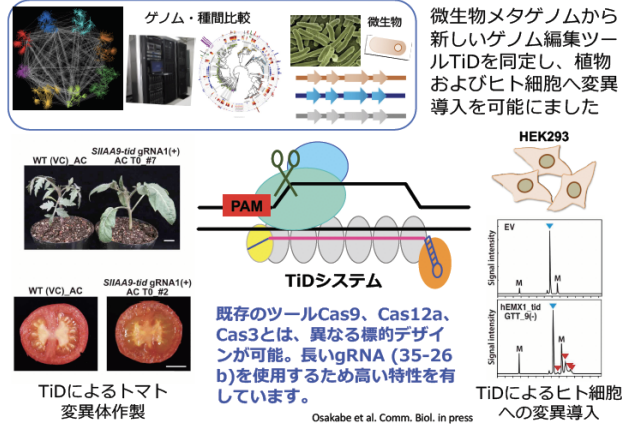 ゲノム・種間比較
微生物
微生物メタゲノムから
新しいゲノム編集ツー
ルTiDを同定し、植物
およびヒト細胞へ変異
導入を可能にました
WT (VC)_AC
SlIAA9-tid gRNA1(+)
AC T0_#7
PAM
TiDシステム
HEK293
EV
Signal intensity
M
M
WT (VC)_AC
SlIAA9-tid gRNA1(+)
AC T0_#2
hEMX1_tid
GTT_9(-)
Signal intensity
M
M
既存のツールCas9、Cas12a、
Cas3とは、異なる標的デザイ
ンが可能。長いgRNA (35-26
b)を使用するため高い特性を有
しています。
TiDによるトマト
変異体作製
TiDによるヒト細胞
への変異導入
Osakabe et al. Comm. Biol. in press